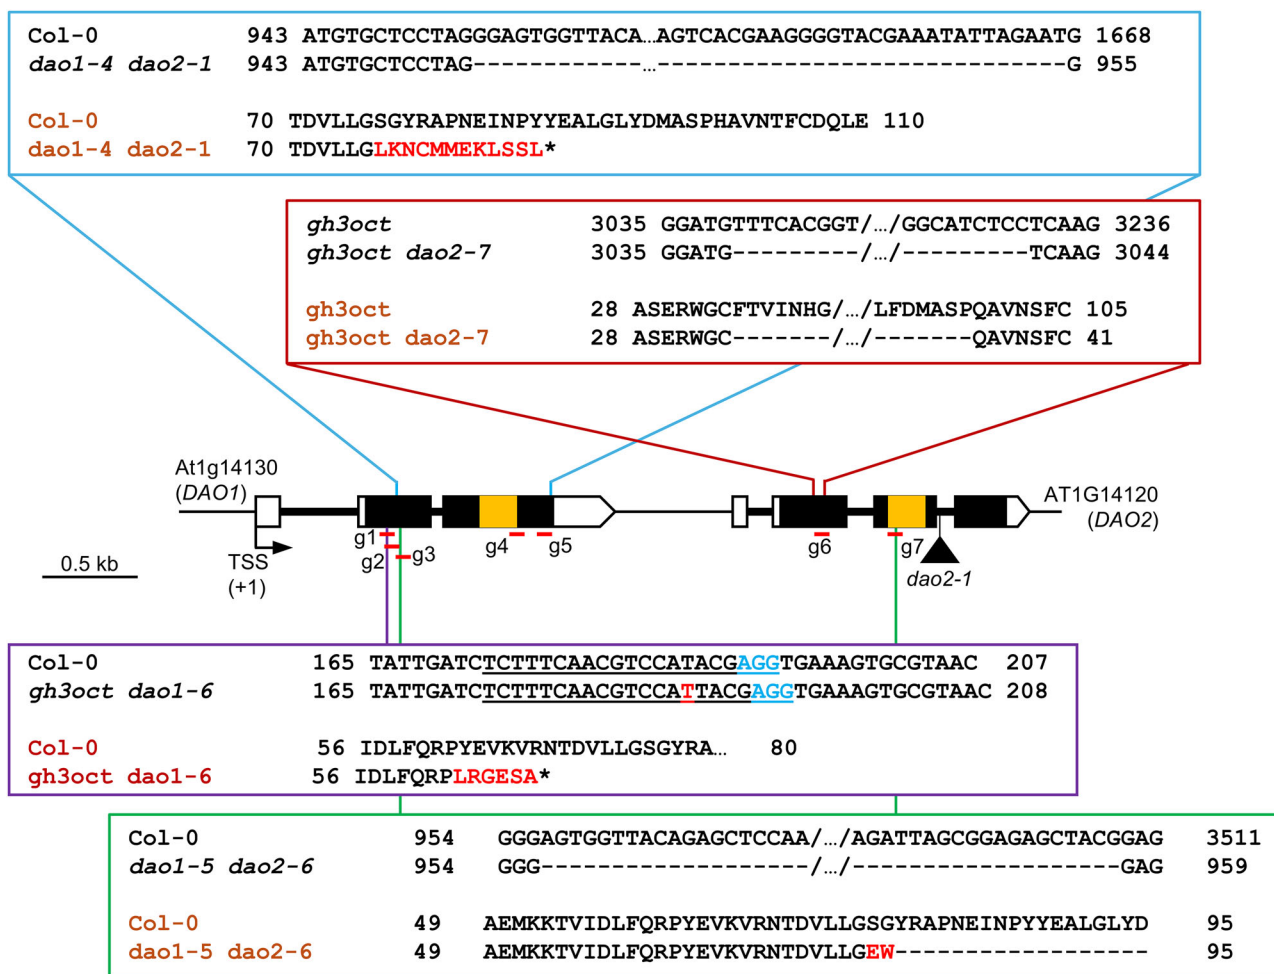 Col-0 943 ATGTGCTCCTAGGGAGTGGTTACA…AGTCACGAAGGGGTACGAAATATTAGAATG 1668
dao1-4 dao2-1 943 ATGTGCTCCTAG------------…-----------------------------G 955
Col-0 70 TDVLLGSGYRAPNEINPYYEALGLYDMASPHAVNTFCDQLE 110
dao1-4 dao2-1 70 TDVLLGLKNCMMEKLSSL*
gh3oct 3035 GGATGTTTCACGGT/…/GGCATCTCCTCAAG 3236
gh3oct dao2-7 3035 GGATG---------/…/---------TCAAG 3044
gh3oct 28 ASERWGCFTVINHG/…/LFDMASPQAVNSFC 105
gh3oct dao2-7 28 ASERWGC-------/…/-------QAVNSFC 41
At1g14130
(DAO1)
AT1G14120
(DAO2)
g1
g2
g3
g4
g5
g6
g7
TSS
(+1)
0.5 kb
dao2-1
Col-0 165 TATTGATCTCTTTCAACGTCCATACGAGGTGAAAGTGCGTAAC 207
gh3oct dao1-6 165 TATTGATCTCTTTCAACGTCCATTACGAGGTGAAAGTGCGTAAC 208
Col-0 56 IDLFQRPYEVKVRNTDVLLGSGYRA… 80
gh3oct dao1-6 56 IDLFQRPLRGESA*
Col-0 954 GGGAGTGGTTACAGAGCTCCAA/…/AGATTAGCGGAGAGCTACGGAG 3511
dao1-5 dao2-6 954 GGG-------------------/…/-------------------GAG 959
Col-0 49 AEMKKTVIDLFQRPYEVKVRNTDVLLGSGYRAPNEINPYYEALGLYD 95
dao1-5 dao2-6 49 AEMKKTVIDLFQRPYEVKVRNTDVLLGEW------------------ 95